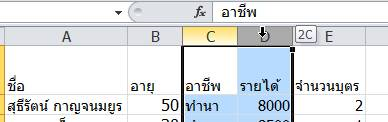 fx อาชีพ
A B C D 2C E
ชื่อ อายุ อาชีพ รายได้ จำนวนบุตร
สุธีรัตน์ กาญจนมยูร 50 ทำนา 8000 2